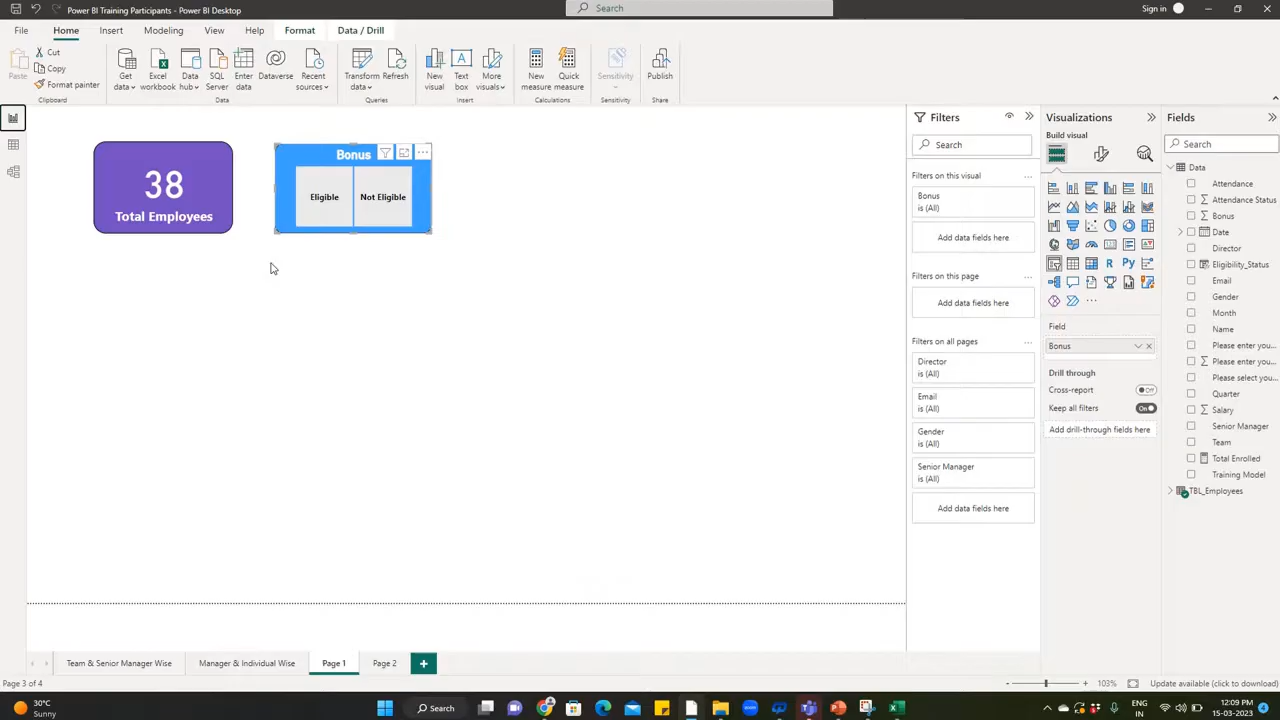 Power BI Training Participants - Power BI Desktop
Search
Sign in
File
Home
Insert
Modeling
View
Help
Format
Data / Drill
Paste
Cut
Copy
Format painter
Clipboard
Get data
Excel workbook
Data hub
SQL Server
Enter data
Dataverse
Recent sources
Data
Transform data
Refresh
Queries
New visual
Text box
More visuals
Insert
New measure
Quick measure
Calculations
Sensitivity
Sensitivity
Publish
Share
38
Total Employees
Bonus
Eligible
Not Eligible
Filters
Search
Filters on this visual
Bonus
is (All)
Add data fields here
Filters on this page
Add data fields here
Filters on all pages
Director
is (All)
Email
is (All)
Gender
is (All)
Senior Manager
is (All)
Add data fields here
Visualizations
Build visual
R
Py
Field
Bonus
Drill through
Cross-report
Off
Keep all filters
On
Add drill-through fields here
Fields
Search
Data
Attendance
Attendance Status
Bonus
Date
Director
Eligibility_Status
Email
Gender
Month
Name
Please enter you...
Please enter you...
Please select you...
Quarter
Salary
Senior Manager
Team
Total Enrolled
Training Model
TBL_Employees
Team & Senior Manager Wise
Manager & Individual Wise
Page 1
Page 2
Page 3 of 4
103%
Update available (click to download)
30°C
Sunny
Search
ENG
IN
12:09 PM
15-03-2023